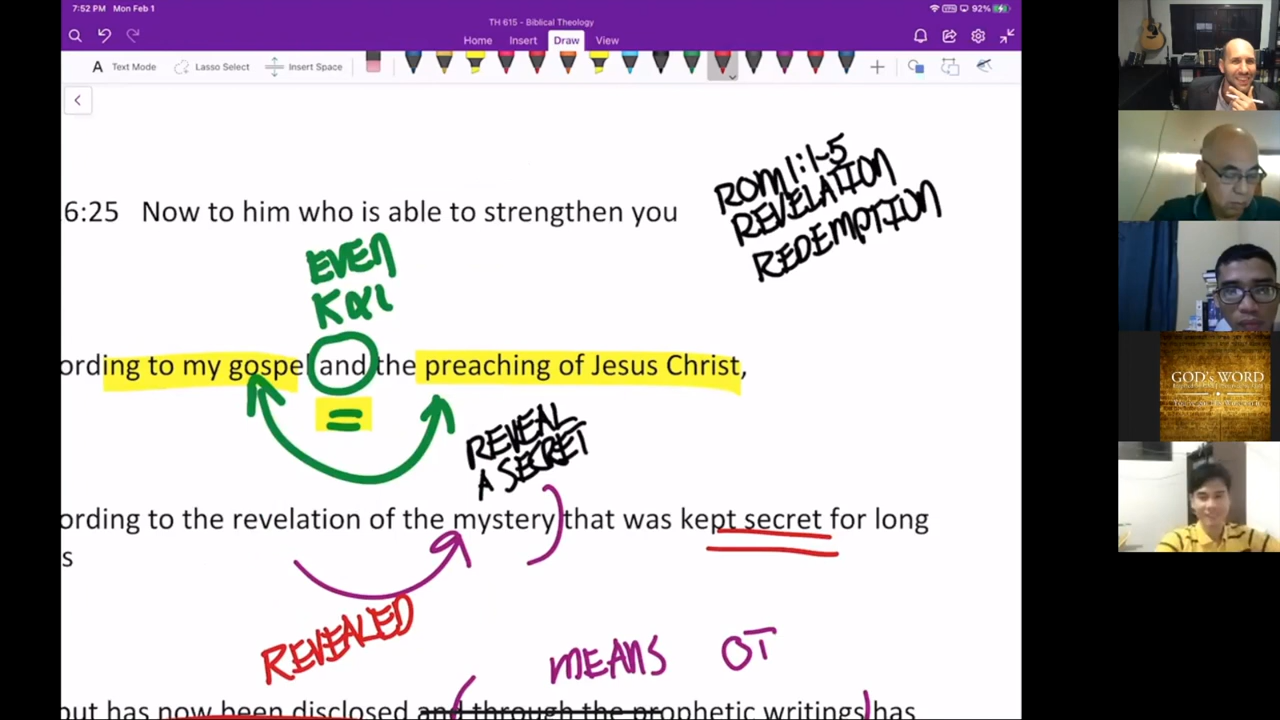 7:52 PM Mon Feb 1
92%
TH 615 - Biblical Theology
Home Insert Draw View
Text Mode Lasso Select Insert Space
ROM 1:1-5
REVELATION
REDEMPTION
6:25 Now to him who is able to strengthen you
EVEN
Kαι
ording to my gospel and the preaching of Jesus Christ,
=
REVEAL
A SECRET
ording to the revelation of the mystery) that was kept secret for long
s
REVEALED
MEANS OT
but has now been disclosed (and through the prophetic writings) has
GOD's WORD